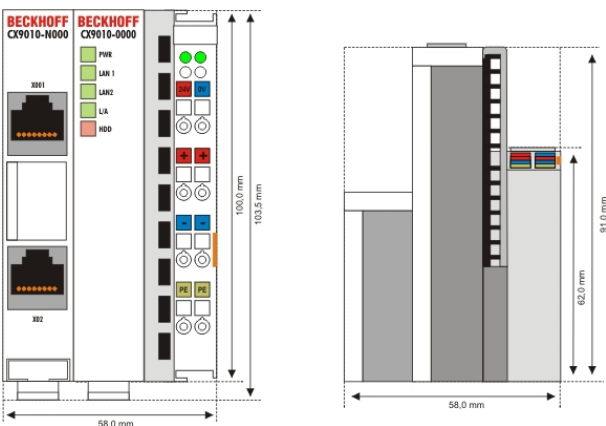 BECKHOFF
CX9010-N000
BECKHOFF
CX9010-0000
PWR
LAN 1
LAN2
L/A
HDD
X001
X02
24V 0V
+ +
- -
PE PE
100,0 mm
103,5 mm
58,0 mm
91,0 mm
62,0 mm
58,0 mm